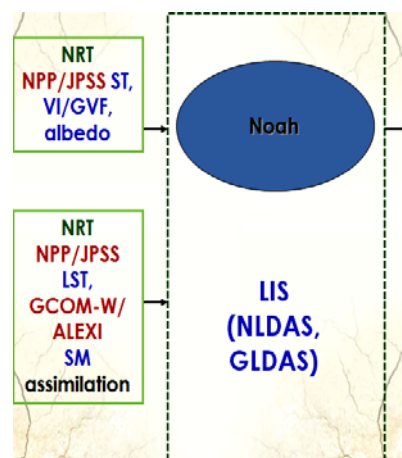 NRT
NPP/JPSS ST,
VI/GVF,
albedo
Noah
NRT
NPP/JPSS
LST,
GCOM-W/
ALEXI
SM
assimilation
LIS
(NLDAS,
GLDAS)